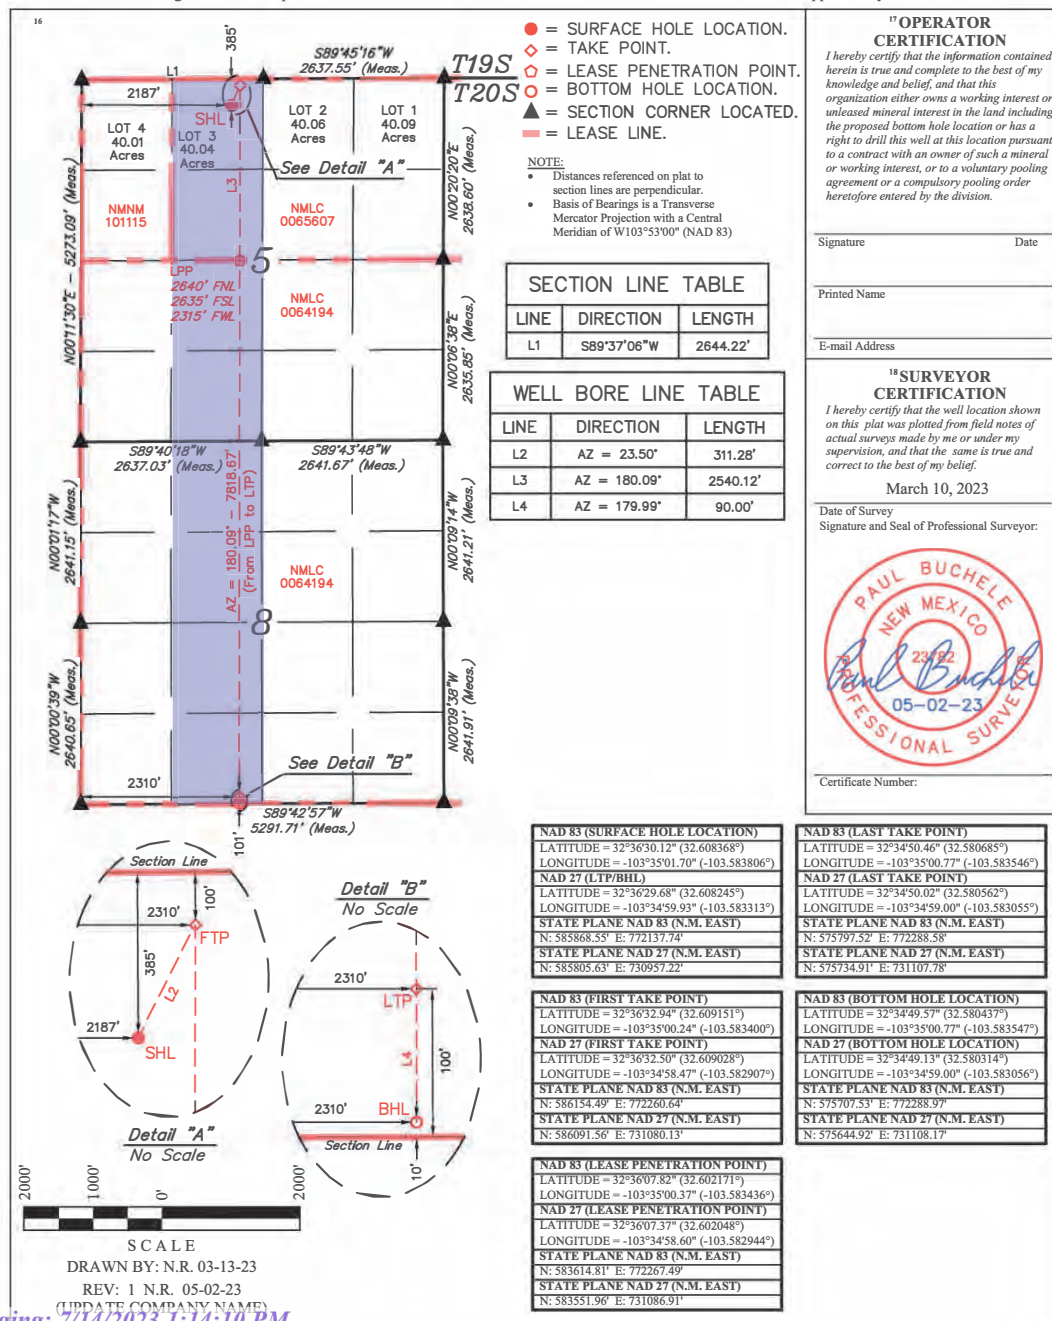 16
385'
S89°45'16"W
2637.55' (Meas.)
L1
T19S
T20S
2187'
SHL
LOT 4
40.01
Acres
LOT 3
40.04
Acres
LOT 2
40.06
Acres
LOT 1
40.09
Acres
See Detail "A"
L3
N00°20'20"E
2638.60' (Meas.)
N00°11'30"E - 5273.09' (Meas.)
NMNM
101115
NMLC
0065607
5
LPP
2640' FNL
2635' FSL
2315' FWL
NMLC
0064194
N00°06'38"E
2635.85' (Meas.)
S89°40'18"W
2637.03' (Meas.)
S89°43'48"W
2641.67' (Meas.)
N00°01'17"W
2641.15' (Meas.)
AZ = 180.09° - 7818.67'
(From LPP to LTP)
N00°09'14"W
2641.21' (Meas.)
NMLC
0064194
8
N00°00'39"W
2640.65' (Meas.)
N00°09'38"W
2641.91' (Meas.)
See Detail "B"
2310'
S89°42'57"W
5291.71' (Meas.)
101'
= SURFACE HOLE LOCATION.
= TAKE POINT.
= LEASE PENETRATION POINT.
= BOTTOM HOLE LOCATION.
= SECTION CORNER LOCATED.
= LEASE LINE.
NOTE:
• Distances referenced on plat to
section lines are perpendicular.
• Basis of Bearings is a Transverse
Mercator Projection with a Central
Meridian of W103°53'00" (NAD 83)
SECTION LINE TABLE
LINE DIRECTION LENGTH
L1 S89°37'06"W 2644.22'
WELL BORE LINE TABLE
LINE DIRECTION LENGTH
L2 AZ = 23.50° 311.28'
L3 AZ = 180.09° 2540.12'
L4 AZ = 179.99° 90.00'
17 OPERATOR
CERTIFICATION
I hereby certify that the information contained
herein is true and complete to the best of my
knowledge and belief, and that this
organization either owns a working interest or
unleased mineral interest in the land including
the proposed bottom hole location or has a
right to drill this well at this location pursuant
to a contract with an owner of such a mineral
or working interest, or to a voluntary pooling
agreement or a compulsory pooling order
heretofore entered by the division.
Signature Date
Printed Name
E-mail Address
18 SURVEYOR
CERTIFICATION
I hereby certify that the well location shown
on this plat was plotted from field notes of
actual surveys made by me or under my
supervision, and that the same is true and
correct to the best of my belief.
March 10, 2023
Date of Survey
Signature and Seal of Professional Surveyor:
PAUL BUCHELE
NEW MEXICO
23782
Paul Buchele
05-02-23
PROFESSIONAL SURVEYOR
Certificate Number:
Section Line
100'
2310'
FTP
385'
L2
2187'
SHL
Detail "A"
No Scale
Detail "B"
No Scale
2310'
LTP
L4
100'
2310'
BHL
Section Line
10'
2000' 1000' 0' 2000'
SCALE
DRAWN BY: N.R. 03-13-23
REV: 1 N.R. 05-02-23
(UPDATE COMPANY NAME)
NAD 83 (SURFACE HOLE LOCATION)
LATITUDE = 32°36'30.12" (32.608368°)
LONGITUDE = -103°35'01.70" (-103.583806°)
NAD 27 (LTP/BHL)
LATITUDE = 32°36'29.68" (32.608245°)
LONGITUDE = -103°34'59.93" (-103.583313°)
STATE PLANE NAD 83 (N.M. EAST)
N: 585868.55' E: 772137.74'
STATE PLANE NAD 27 (N.M. EAST)
N: 585805.63' E: 730957.22'
NAD 83 (LAST TAKE POINT)
LATITUDE = 32°34'50.46" (32.580685°)
LONGITUDE = -103°35'00.77" (-103.583546°)
NAD 27 (LAST TAKE POINT)
LATITUDE = 32°34'50.02" (32.580562°)
LONGITUDE = -103°34'59.00" (-103.583055°)
STATE PLANE NAD 83 (N.M. EAST)
N: 575797.52' E: 772288.58'
STATE PLANE NAD 27 (N.M. EAST)
N: 575734.91' E: 731107.78'
NAD 83 (FIRST TAKE POINT)
LATITUDE = 32°36'32.94" (32.609151°)
LONGITUDE = -103°35'00.24" (-103.583400°)
NAD 27 (FIRST TAKE POINT)
LATITUDE = 32°36'32.50" (32.609028°)
LONGITUDE = -103°34'58.47" (-103.582907°)
STATE PLANE NAD 83 (N.M. EAST)
N: 586154.49' E: 772260.64'
STATE PLANE NAD 27 (N.M. EAST)
N: 586091.56' E: 731080.13'
NAD 83 (BOTTOM HOLE LOCATION)
LATITUDE = 32°34'49.57" (32.580437°)
LONGITUDE = -103°35'00.77" (-103.583547°)
NAD 27 (BOTTOM HOLE LOCATION)
LATITUDE = 32°34'49.13" (32.580314°)
LONGITUDE = -103°34'59.00" (-103.583056°)
STATE PLANE NAD 83 (N.M. EAST)
N: 575707.53' E: 772288.97'
STATE PLANE NAD 27 (N.M. EAST)
N: 575644.92' E: 731108.17'
NAD 83 (LEASE PENETRATION POINT)
LATITUDE = 32°36'07.82" (32.602171°)
LONGITUDE = -103°35'00.37" (-103.583436°)
NAD 27 (LEASE PENETRATION POINT)
LATITUDE = 32°36'07.37" (32.602048°)
LONGITUDE = -103°34'58.60" (-103.582944°)
STATE PLANE NAD 83 (N.M. EAST)
N: 583614.81' E: 772267.49'
STATE PLANE NAD 27 (N.M. EAST)
N: 583551.96' E: 731086.91'
ging: 7/14/2023 1:14:10 PM